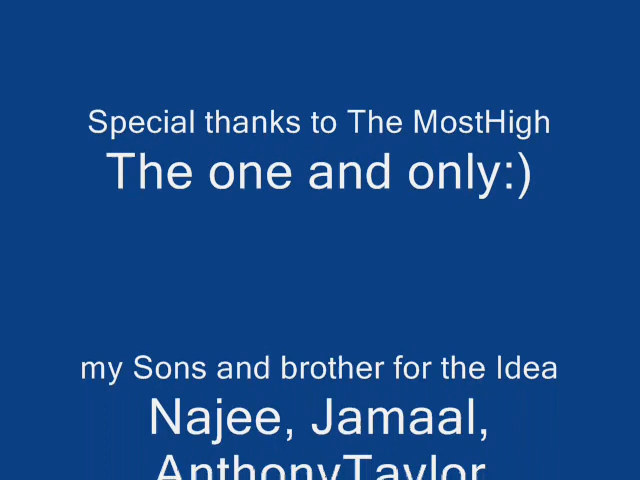 Special thanks to The MostHigh
The one and only:)
my Sons and brother for the Idea
Najee, Jamaal,
AnthonyTaylor